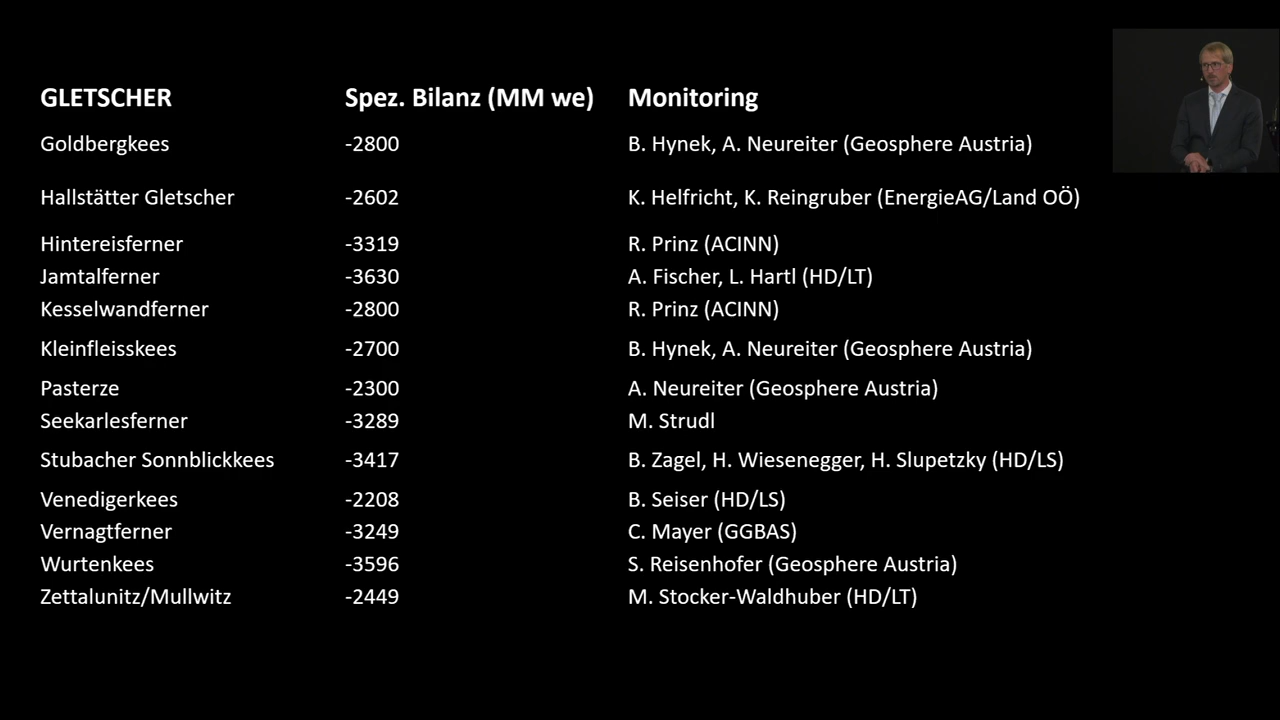 GLETSCHER Spez. Bilanz (MM we) Monitoring
Goldbergkees -2800 B. Hynek, A. Neureiter (Geosphere Austria)
Hallstätter Gletscher -2602 K. Helfricht, K. Reingruber (EnergieAG/Land OÖ)
Hintereisferner -3319 R. Prinz (ACINN)
Jamtalferner -3630 A. Fischer, L. Hartl (HD/LT)
Kesselwandferner -2800 R. Prinz (ACINN)
Kleinfleisskees -2700 B. Hynek, A. Neureiter (Geosphere Austria)
Pasterze -2300 A. Neureiter (Geosphere Austria)
Seekarlesferner -3289 M. Strudl
Stubacher Sonnblickkees -3417 B. Zagel, H. Wiesenegger, H. Slupetzky (HD/LS)
Venedigerkees -2208 B. Seiser (HD/LS)
Vernagtferner -3249 C. Mayer (GGBAS)
Wurtenkees -3596 S. Reisenhofer (Geosphere Austria)
Zettalunitz/Mullwitz -2449 M. Stocker-Waldhuber (HD/LT)